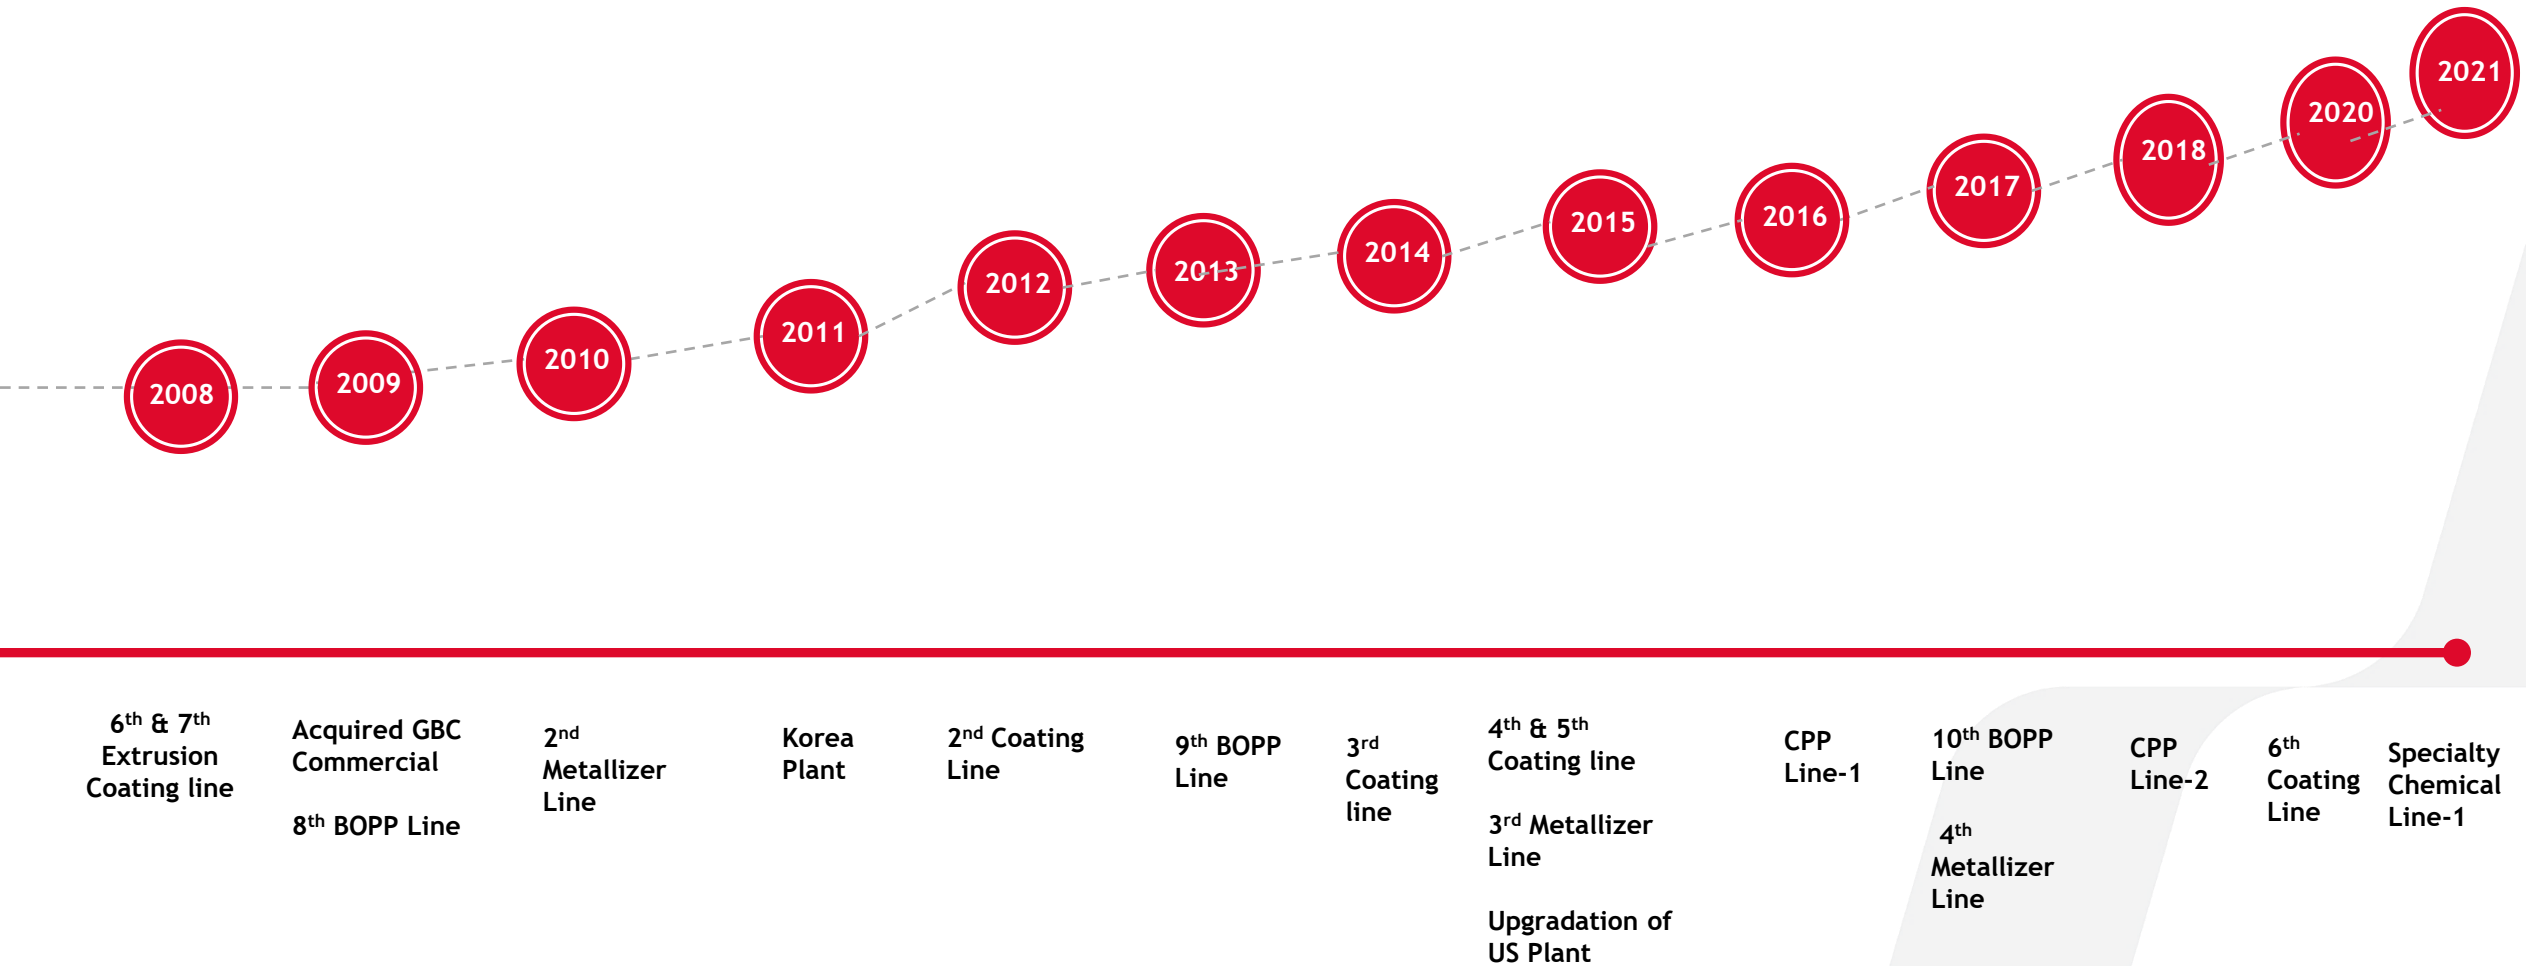 2008
2009
2010
2011
2012
2013
2014
2015
2016
2017
2018
2020
2021
6th & 7th
Extrusion
Coating line
Acquired GBC
Commercial
8th BOPP Line
2nd
Metallizer
Line
Korea
Plant
2nd Coating
Line
9th BOPP
Line
3rd
Coating
line
4th & 5th
Coating line
3rd Metallizer
Line
Upgradation of
US Plant
CPP
Line-1
10th BOPP
Line
4th
Metallizer
Line
CPP
Line-2
6th
Coating
Line
Specialty
Chemical
Line-1